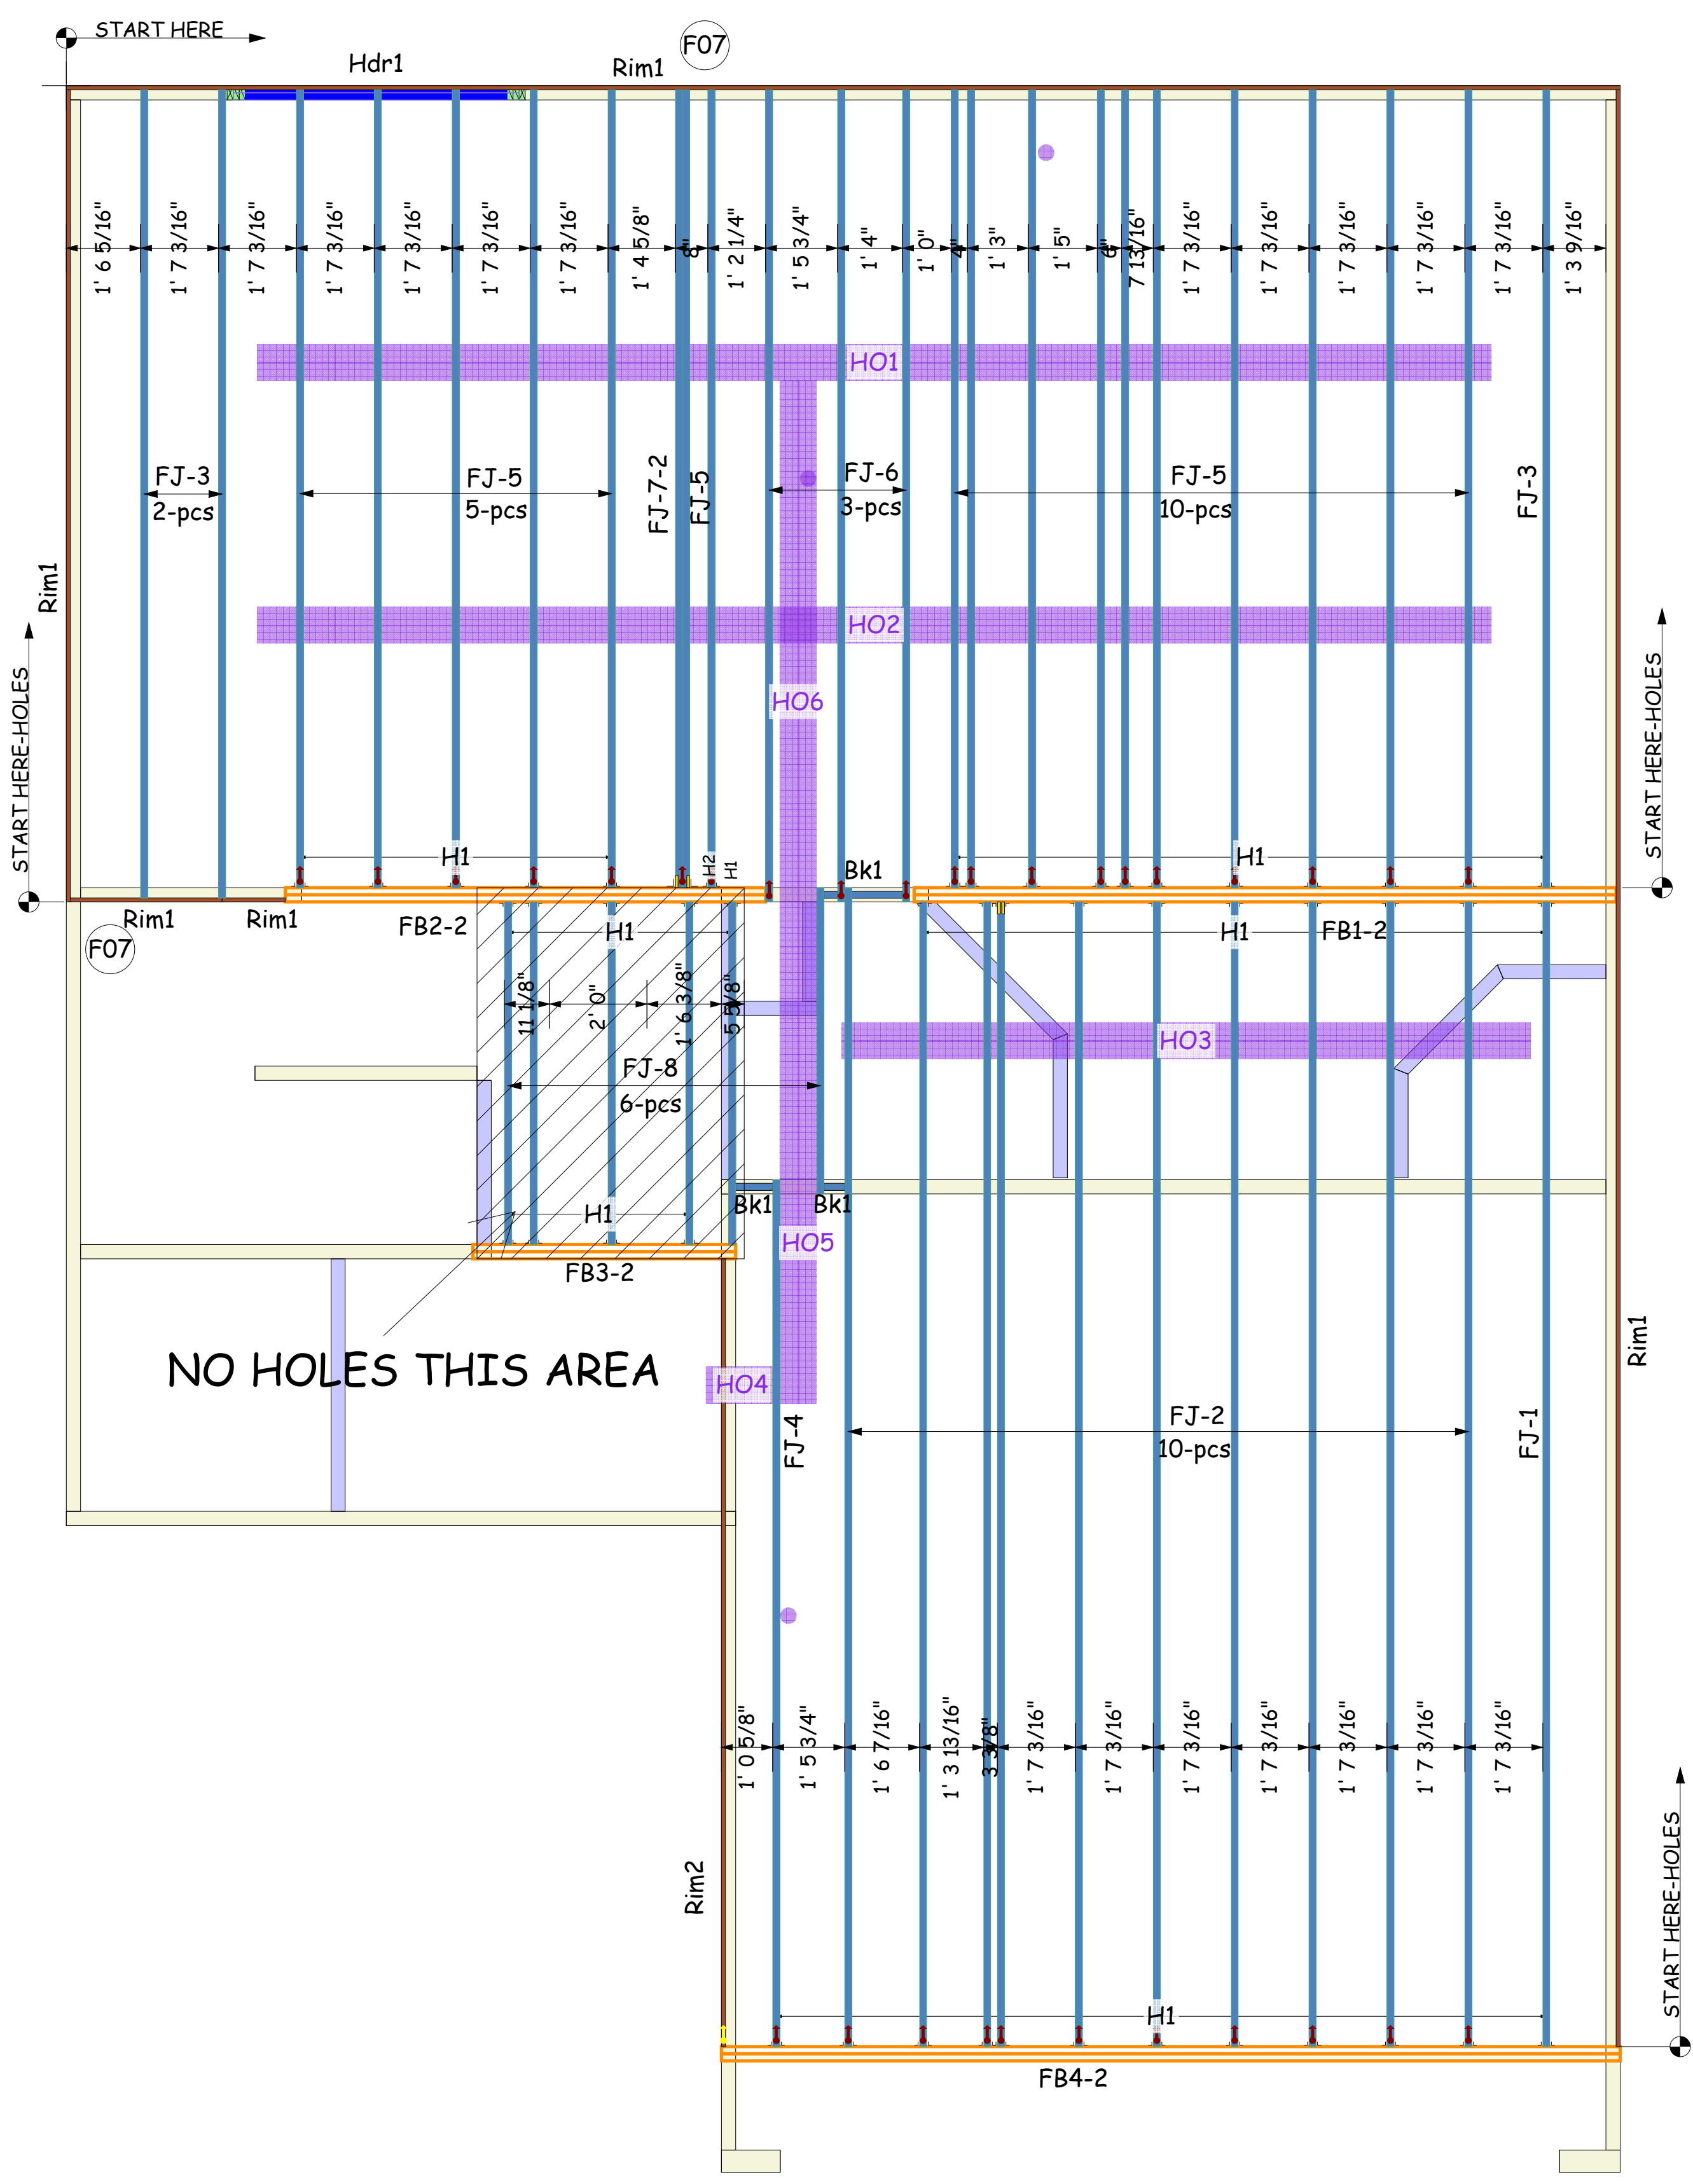 START HERE
F07
Hdr1
Rim1
1' 6 5/16"
1' 7 3/16"
1' 7 3/16"
1' 7 3/16"
1' 7 3/16"
1' 7 3/16"
1' 7 3/16"
1' 4 5/8"
8"
1' 2 1/4"
1' 5 3/4"
1' 4"
1' 0"
4"
1' 3"
1' 5"
6"
7 13/16"
1' 7 3/16"
1' 7 3/16"
1' 7 3/16"
1' 7 3/16"
1' 7 3/16"
1' 3 9/16"
HO1
FJ-3
2-pcs
FJ-5
5-pcs
FJ-7-2
FJ-5
FJ-6
3-pcs
FJ-5
10-pcs
FJ-3
Rim1
HO2
HO6
START HERE-HOLES
START HERE-HOLES
H1
H2
H1
Bk1
H1
Rim1
Rim1
FB2-2
H1
H1
FB1-2
F07
11 1/8"
2' 0"
1' 6 3/8"
5 5/8"
HO3
FJ-8
6-pcs
Bk1
Bk1
H1
HO5
FB3-2
NO HOLES THIS AREA
HO4
Rim1
FJ-4
FJ-2
10-pcs
FJ-1
1' 0 5/8"
1' 5 3/4"
1' 6 7/16"
1' 3 13/16"
3 3/8"
1' 7 3/16"
1' 7 3/16"
1' 7 3/16"
1' 7 3/16"
1' 7 3/16"
1' 7 3/16"
1' 7 3/16"
Rim2
START HERE-HOLES
H1
FB4-2